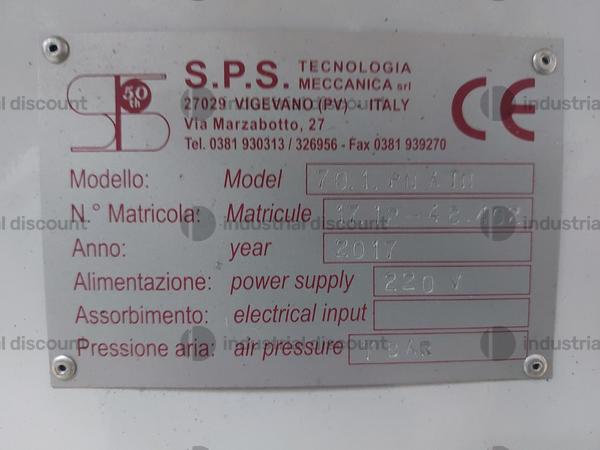 50th
S.P.S. TECNOLOGIA MECCANICA srl
27029 VIGEVANO (PV) - ITALY
Via Marzabotto, 27
Tel. 0381 930313 / 326956 - Fax 0381 939270
CE
Modello: Model
N.° Matricola: Matricule
Anno: year 2017
Alimentazione: power supply 220 V
Assorbimento: electrical input
Pressione aria: air pressure BAR
industrial discount